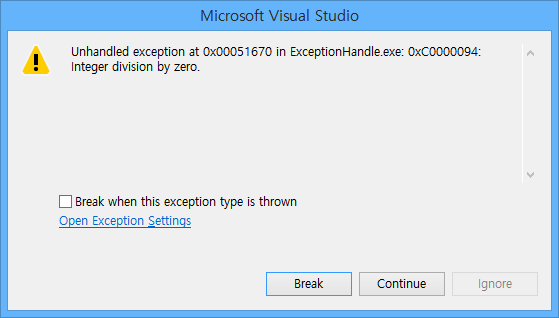 Microsoft Visual Studio
Unhandled exception at 0x00051670 in ExceptionHandle.exe: 0xC0000094:
Integer division by zero.
Break when this exception type is thrown
Open Exception Settings
Break
Continue
Ignore